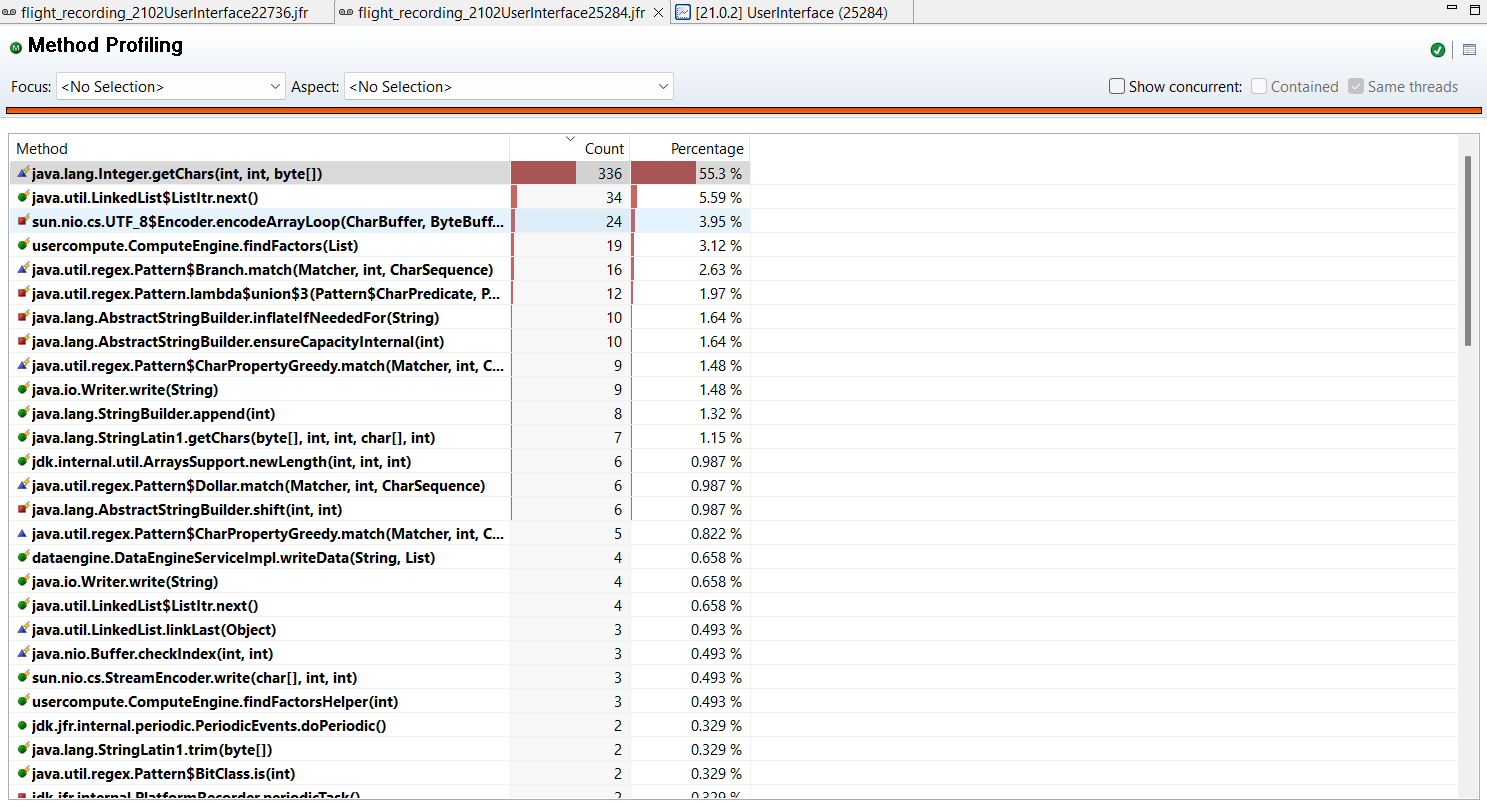 flight_recording_2102UserInterface22736.jfr flight_recording_2102UserInterface25284.jfr [21.0.2] UserInterface (25284)
Method Profiling
Focus: <No Selection> Aspect: <No Selection> Show concurrent: Contained Same threads
Method Count Percentage
java.lang.Integer.getChars(int, int, byte[]) 336 55.3 %
java.util.LinkedList$ListItr.next() 34 5.59 %
sun.nio.cs.UTF_8$Encoder.encodeArrayLoop(CharBuffer, ByteBuff... 24 3.95 %
usercompute.ComputeEngine.findFactors(List) 19 3.12 %
java.util.regex.Pattern$Branch.match(Matcher, int, CharSequence) 16 2.63 %
java.util.regex.Pattern.lambda$union$3(Pattern$CharPredicate, P... 12 1.97 %
java.lang.AbstractStringBuilder.inflateIfNeededFor(String) 10 1.64 %
java.lang.AbstractStringBuilder.ensureCapacityInternal(int) 10 1.64 %
java.util.regex.Pattern$CharPropertyGreedy.match(Matcher, int, C... 9 1.48 %
java.io.Writer.write(String) 9 1.48 %
java.lang.StringBuilder.append(int) 8 1.32 %
java.lang.StringLatin1.getChars(byte[], int, int, char[], int) 7 1.15 %
jdk.internal.util.ArraysSupport.newLength(int, int, int) 6 0.987 %
java.util.regex.Pattern$Dollar.match(Matcher, int, CharSequence) 6 0.987 %
java.lang.AbstractStringBuilder.shift(int, int) 6 0.987 %
java.util.regex.Pattern$CharPropertyGreedy.match(Matcher, int, C... 5 0.822 %
dataengine.DataEngineServiceImpl.writeData(String, List) 4 0.658 %
java.io.Writer.write(String) 4 0.658 %
java.util.LinkedList$ListItr.next() 4 0.658 %
java.util.LinkedList.linkLast(Object) 3 0.493 %
java.nio.Buffer.checkIndex(int, int) 3 0.493 %
sun.nio.cs.StreamEncoder.write(char[], int, int) 3 0.493 %
usercompute.ComputeEngine.findFactorsHelper(int) 3 0.493 %
jdk.jfr.internal.periodic.PeriodicEvents.doPeriodic() 2 0.329 %
java.lang.StringLatin1.trim(byte[]) 2 0.329 %
java.util.regex.Pattern$BitClass.is(int) 2 0.329 %
jdk.jfr.internal.PlatformRecorder.periodicTask() 2 0.329 %